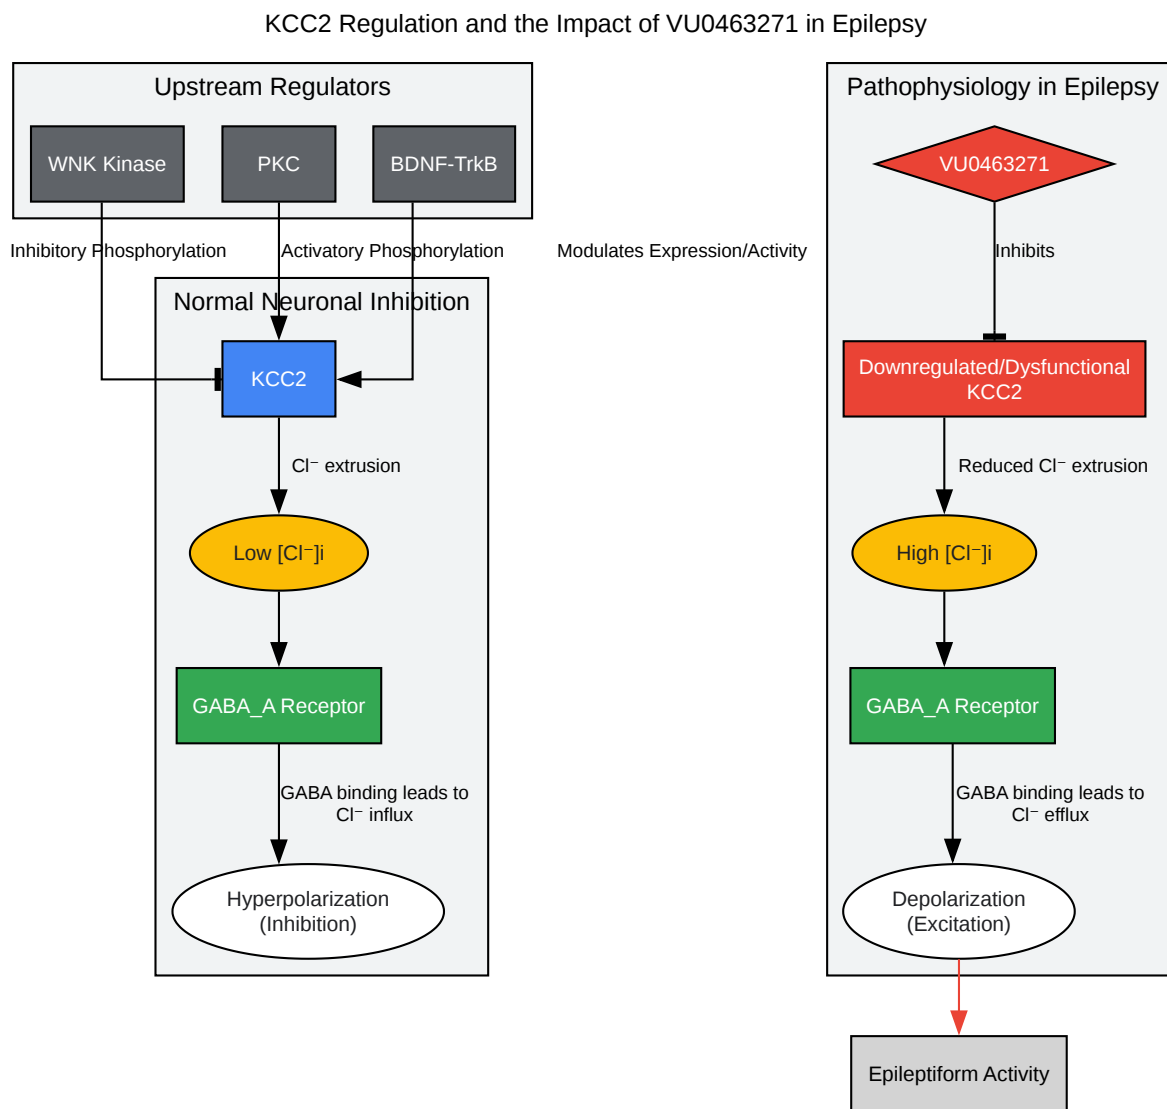 KCC2 Regulation and the Impact of VU0463271 in Epilepsy
Upstream Regulators
WNK Kinase
PKC
BDNF-TrkB
Inhibitory Phosphorylation
Activatory Phosphorylation
Modulates Expression/Activity
Normal Neuronal Inhibition
KCC2
Cl⁻ extrusion
Low [Cl⁻]i
GABA_A Receptor
GABA binding leads to
Cl⁻ influx
Hyperpolarization
(Inhibition)
Pathophysiology in Epilepsy
VU0463271
Inhibits
Downregulated/Dysfunctional
KCC2
Reduced Cl⁻ extrusion
High [Cl⁻]i
GABA_A Receptor
GABA binding leads to
Cl⁻ efflux
Depolarization
(Excitation)
Epileptiform Activity